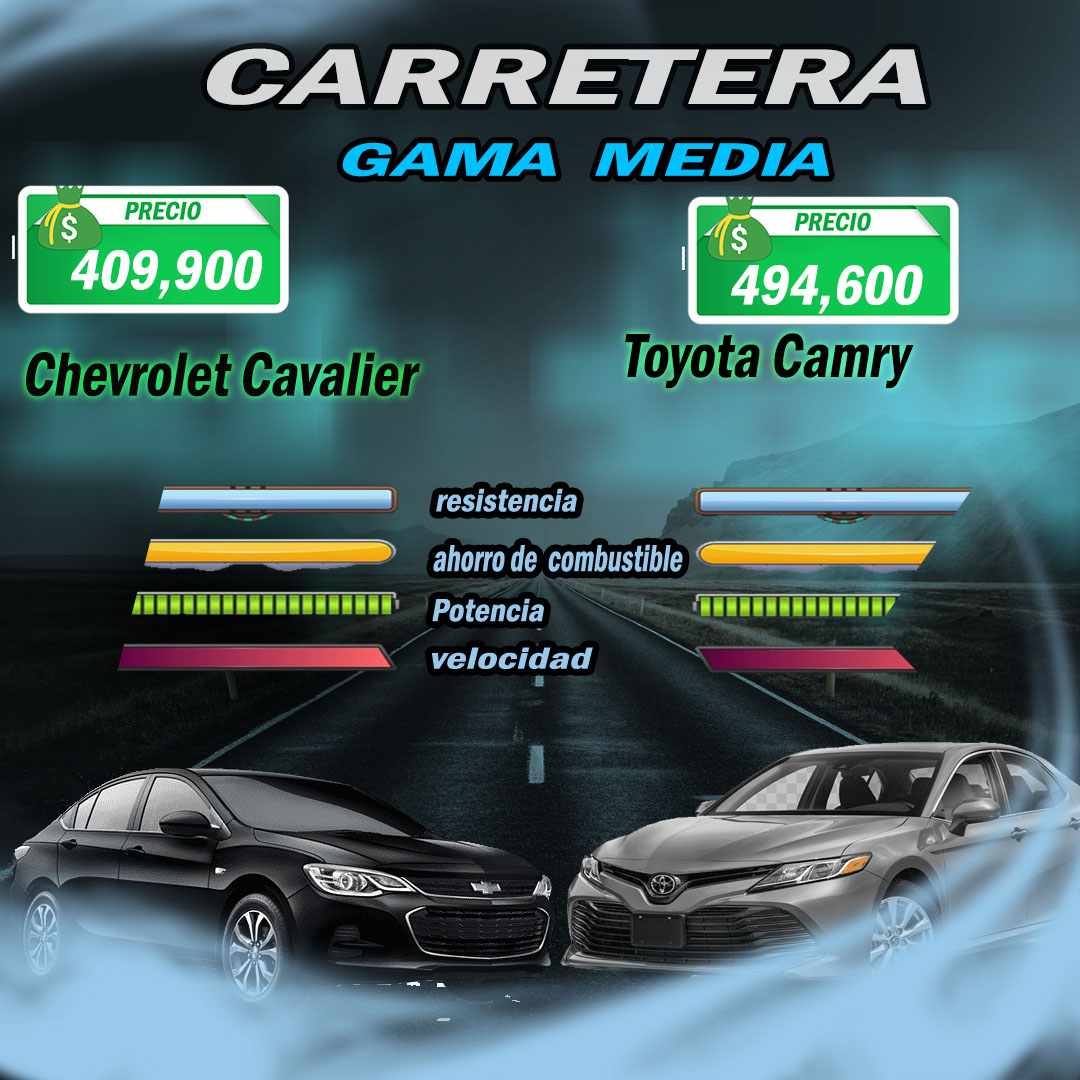 CARRETERA
GAMA MEDIA
PRECIO
$
409,900
PRECIO
$
494,600
Chevrolet Cavalier
Toyota Camry
resistencia
ahorro de combustible
Potencia
velocidad